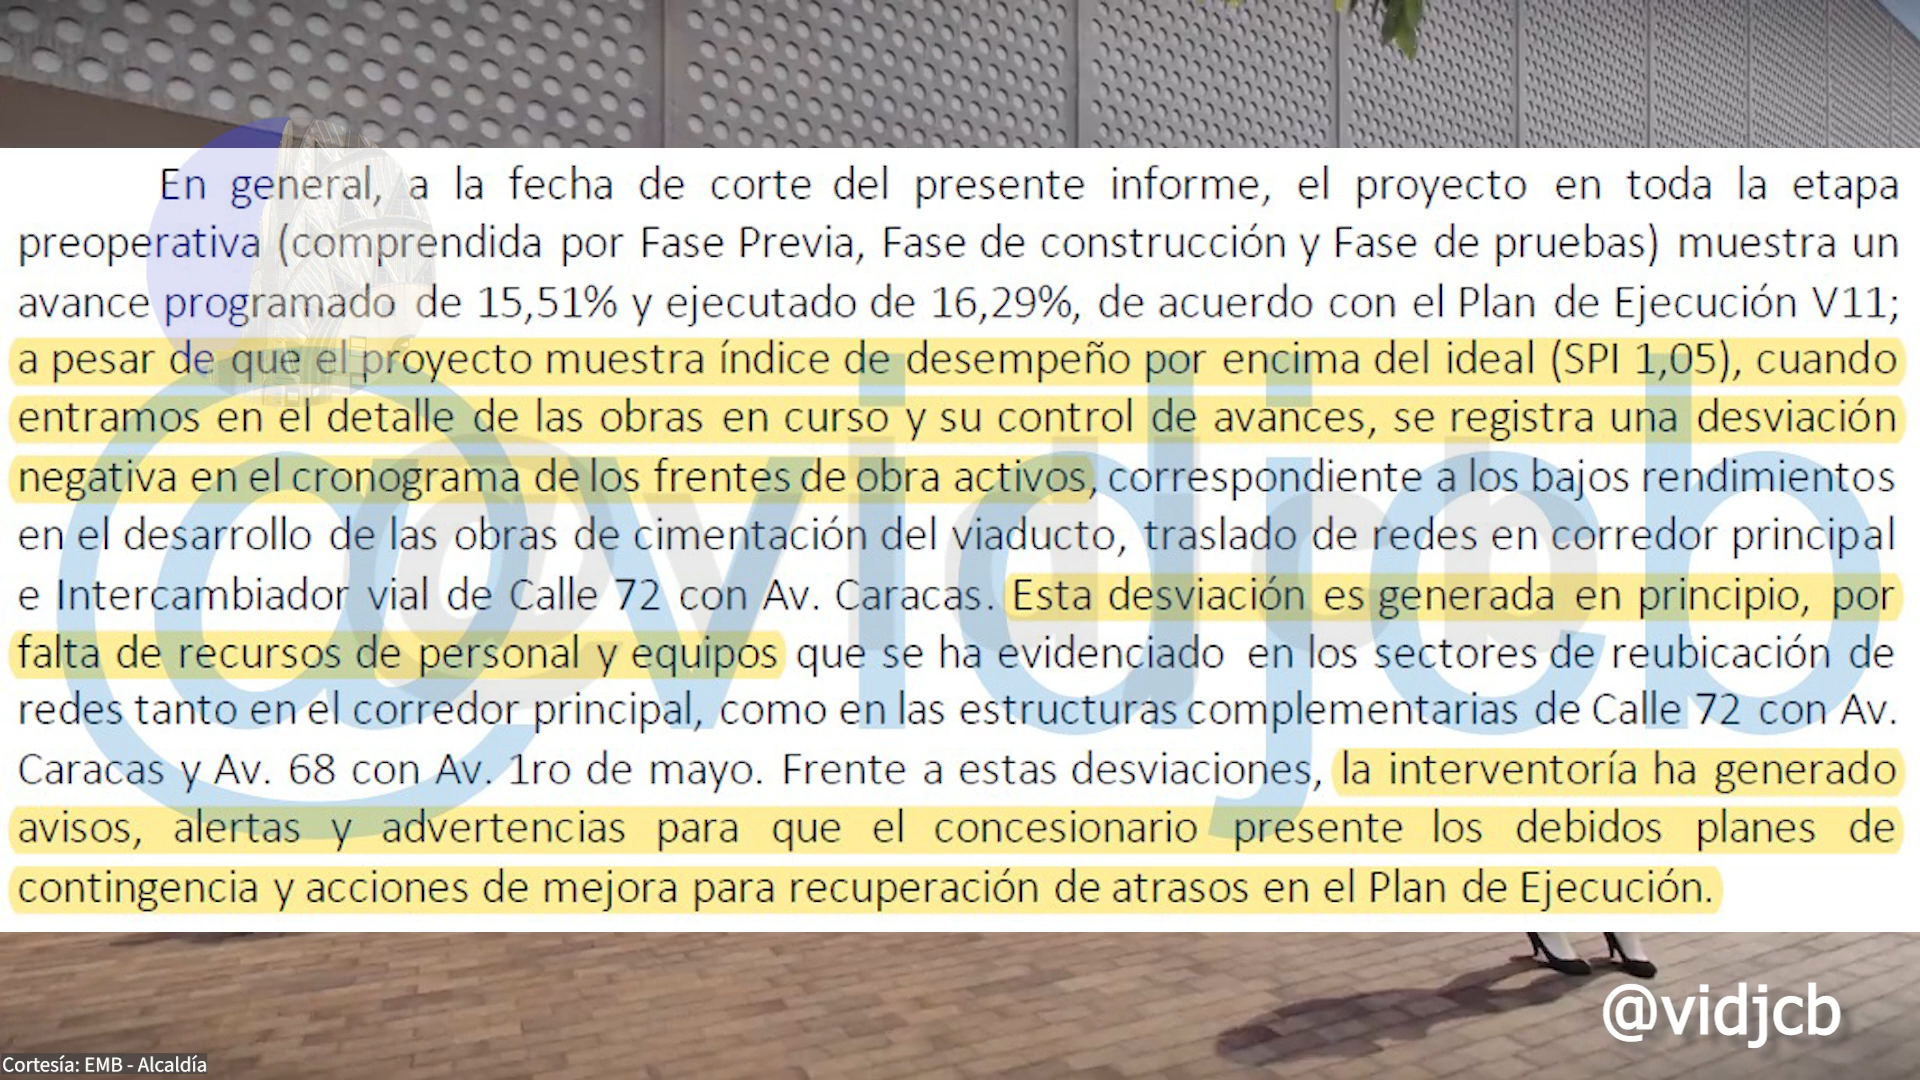 En general, a la fecha de corte del presente informe, el proyecto en toda la etapa
preoperativa (comprendida por Fase Previa, Fase de construcción y Fase de pruebas) muestra un
avance programado de 15,51% y ejecutado de 16,29%, de acuerdo con el Plan de Ejecución V11;
a pesar de que el proyecto muestra índice de desempeño por encima del ideal (SPI 1,05), cuando
entramos en el detalle de las obras en curso y su control de avances, se registra una desviación
negativa en el cronograma de los frentes de obra activos, correspondiente a los bajos rendimientos
en el desarrollo de las obras de cimentación del viaducto, traslado de redes en corredor principal
e Intercambiador vial de Calle 72 con Av. Caracas. Esta desviación es generada en principio, por
falta de recursos de personal y equipos que se ha evidenciado en los sectores de reubicación de
redes tanto en el corredor principal, como en las estructuras complementarias de Calle 72 con Av.
Caracas y Av. 68 con Av. 1ro de mayo. Frente a estas desviaciones, la interventoría ha generado
avisos, alertas y advertencias para que el concesionario presente los debidos planes de
contingencia y acciones de mejora para recuperación de atrasos en el Plan de Ejecución.
@vidjcb
@vidjcb
Cortesía: EMB - Alcaldía